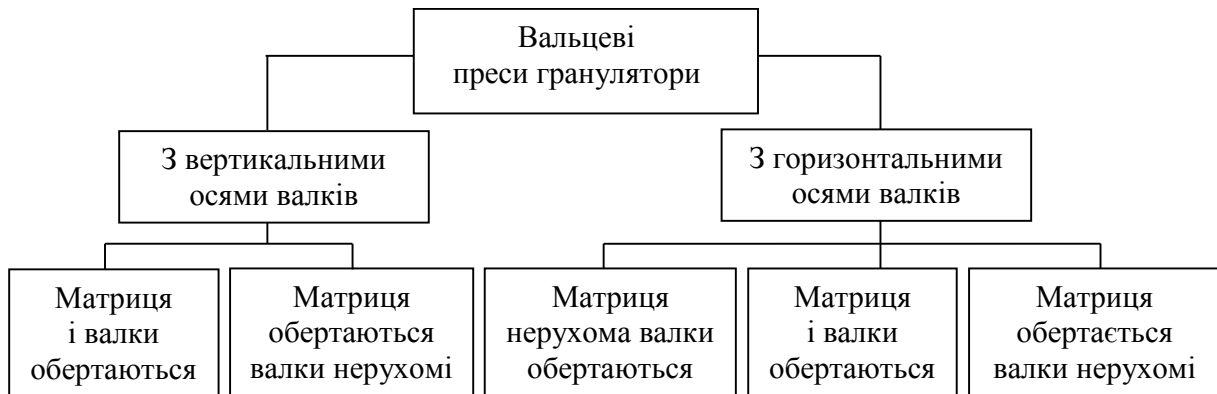 Вальцеві
преси гранулятори
З вертикальними
осями валків
З горизонтальними
осями валків
Матриця
і валки
обертаються
Матриця
обертаються
валки нерухомі
Матриця
нерухома валки
обертаються
Матриця
і валки
обертаються
Матриця
обертається
валки нерухомі